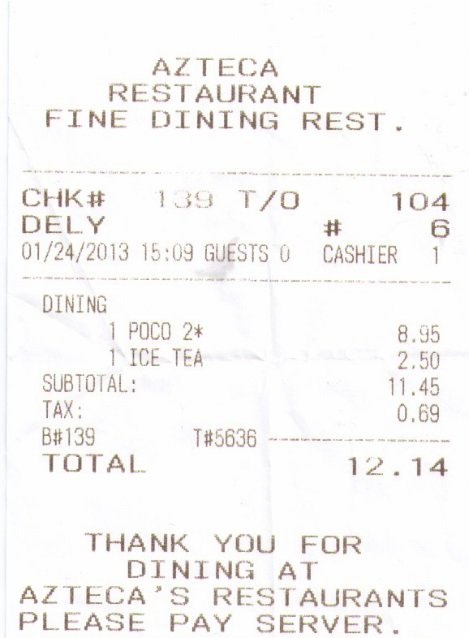 AZTECA
RESTAURANT
FINE DINING REST.
CHK# 139 T/O 104
DELY # 6
01/24/2013 15:09 GUESTS 0 CASHIER 1
DINING
1 POCO 2* 8.95
1 ICE TEA 2.50
SUBTOTAL: 11.45
TAX: 0.69
B#139 T#5636
TOTAL 12.14
THANK YOU FOR
DINING AT
AZTECA'S RESTAURANTS
PLEASE PAY SERVER.